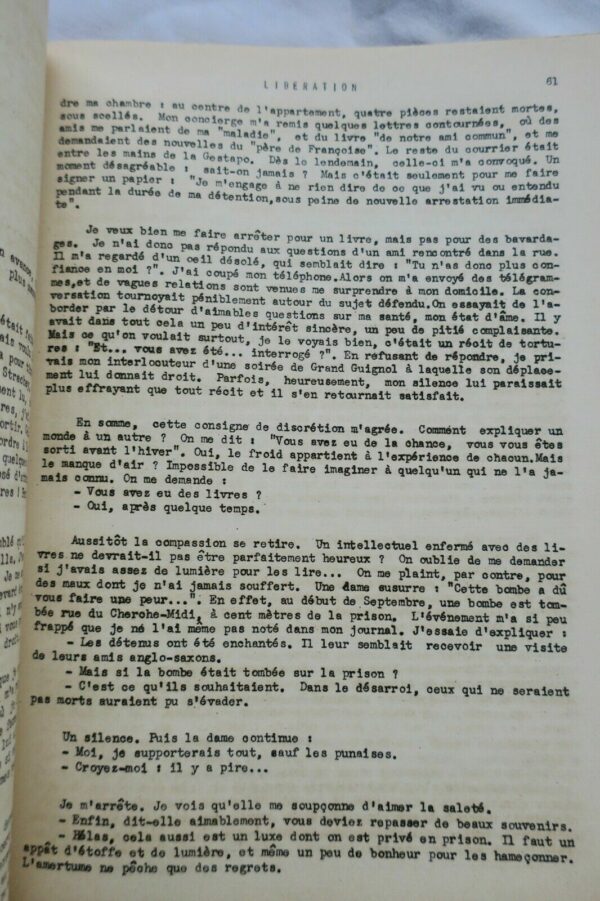 LIBERATION 61
dre ma chambre : au centre de l'appartement, quatre pièces restaient mortes,
sous scellés. Mon concierge m'a remis quelques lettres contournées, où des
amis me parlaient de ma "maladie", et du livre "de notre ami commun", et me
demandaient des nouvelles du "père de Françoise". Le reste du courrier était
entre les mains de la Gestapo. Dès le lendemain, celle-ci m'a convoqué. Un
moment désagréable : sait-on jamais ? Mais c'était seulement pour me faire
signer un papier : "Je m'engage à ne rien dire de ce que j'ai vu ou entendu
pendant la durée de ma détention,sous peine de nouvelle arrestation immédia-
te".
Je veux bien me faire arrêter pour un livre, mais pas pour des bavarda-
ges. Je n'ai donc pas répondu aux questions d'un ami rencontré dans la rue.
Il m'a regardé d'un oeil désolé, qui semblait dire : "Tu n'as donc plus con-
fiance en moi ?". J'ai coupé mon téléphone.Alors on m'a envoyé des télégram-
mes,et de vagues relations sont venues me surprendre à mon domicile. La con-
versation tournoyait péniblement autour du sujet défendu.On essayait de l'a-
border par le détour d'aimables questions sur ma santé, mon état d'âme. Il y
avait dans tout cela un peu d'intérêt sincère, un peu de pitié complaisante.
Mais ce qu'on voulait surtout, je le voyais bien, c'était un récit de tortu-
res : "Et... vous avez été... interrogé ?". En refusant de répondre, je pri-
vais mon interlocuteur d'une soirée de Grand Guignol à laquelle son déplace-
ment lui donnait droit. Parfois, heureusement, mon silence lui paraissait
plus effrayant que tout récit et il s'en retournait satisfait.
En somme, cette consigne de discrétion m'agrée. Comment expliquer un
monde à un autre ? On me dit : "Vous avez eu de la chance, vous vous êtes
sorti avant l'hiver". Oui, le froid appartient à l'expérience de chacun.Mais
le manque d'air ? Impossible de le faire imaginer à quelqu'un qui ne l'a ja-
mais connu. On me demande :
- Vous avez eu des livres ?
- Oui, après quelque temps.
Aussitôt la compassion se retire. Un intellectuel enfermé avec des li-
vres ne devrait-il pas être parfaitement heureux ? On oublie de me demander
si j'avais assez de lumière pour les lire... On me plaint, par contre, pour
des maux dont je n'ai jamais souffert. Une dame susurre : "Cette bombe a dû
vous faire une peur...". En effet, au début de Septembre, une bombe est tom-
bée rue du Cherche-Midi, à cent mètres de la prison. L'événement m'a si peu
frappé que je né l'ai même pas noté dans mon journal. J'essaie d'expliquer :
- Les détenus ont été enchantés. Il leur semblait recevoir une visite
de leurs amis anglo-saxons.
- Mais si la bombe était tombée sur la prison ?
- C'est ce qu'ils souhaitaient. Dans le désarroi, ceux qui ne seraient
pas morts auraient pu s'évader.
Un silence. Puis la dame continue :
- Moi, je supporterais tout, sauf les punaises.
- Croyez-moi : il y a pire...
Je m'arrête. Je vois qu'elle me soupçonne d'aimer la saleté.
- Enfin, dit-elle aimablement, vous deviez repasser de beaux souvenirs.
- Hélas, cela aussi est un luxe dont on est privé en prison. Il faut un
appât d'étoffe et de lumière, et même un peu de bonheur pour les hameçonner.
L'amertume ne pêche que des regrets.